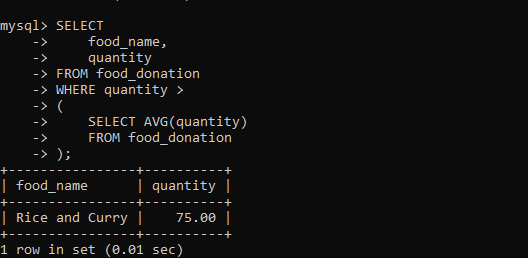 mysql> SELECT
    ->     food_name,
    ->     quantity
    -> FROM food_donation
    -> WHERE quantity >
    -> (
    ->     SELECT AVG(quantity)
    ->     FROM food_donation
    -> );
+----------------+----------+
| food_name      | quantity |
+----------------+----------+
| Rice and Curry |    75.00 |
+----------------+----------+
1 row in set (0.01 sec)